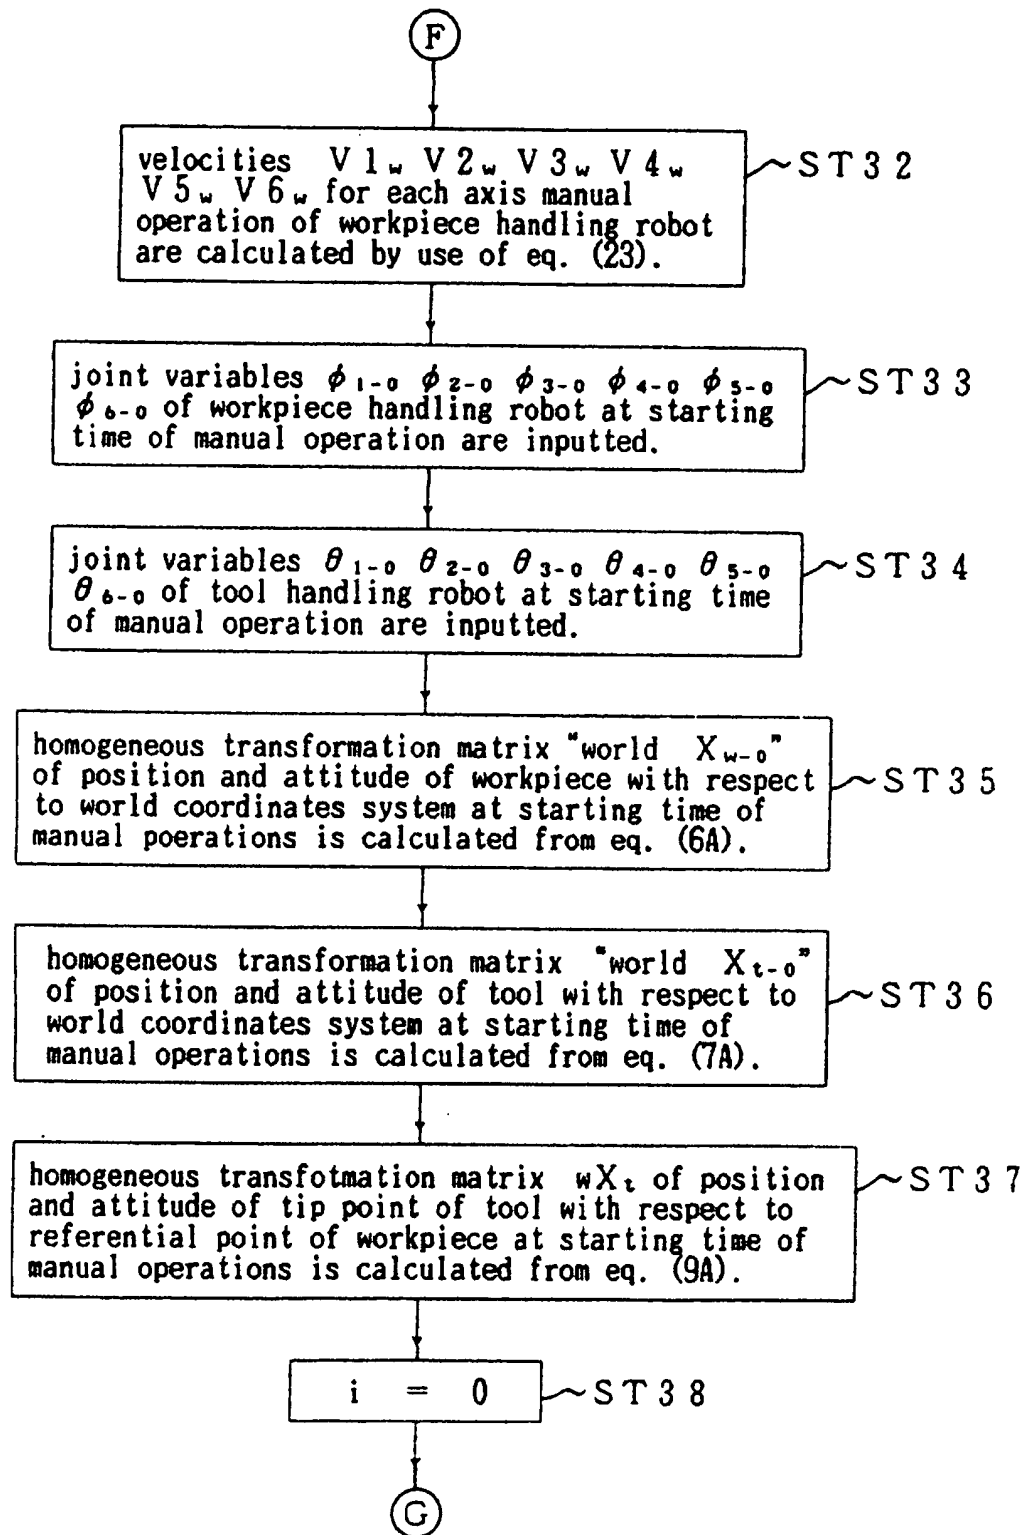 F
velocities V1w V2w V3w V4w
V5w V6w for each axis manual
operation of workpiece handling robot
are calculated by use of eq. (23).
ST32
joint variables ϕ1-0 ϕ2-0 ϕ3-0 ϕ4-0 ϕ5-0
ϕ6-0 of workpiece handling robot at starting
time of manual operation are inputted.
ST33
joint variables θ1-0 θ2-0 θ3-0 θ4-0 θ5-0
θ6-0 of tool handling robot at starting time
of manual operation are inputted.
ST34
homogeneous transformation matrix "world Xw-0"
of position and attitude of workpiece with respect
to world coordinates system at starting time of
manual poerations is calculated from eq. (6A).
ST35
homogeneous transformation matrix "world Xt-0"
of position and attitude of tool with respect to
world coordinates system at starting time of
manual operations is calculated from eq. (7A).
ST36
homogeneous transfotmation matrix wXt of position
and attitude of tip point of tool with respect to
referential point of workpiece at starting time of
manual operations is calculated from eq. (9A).
ST37
i = 0
ST38
G